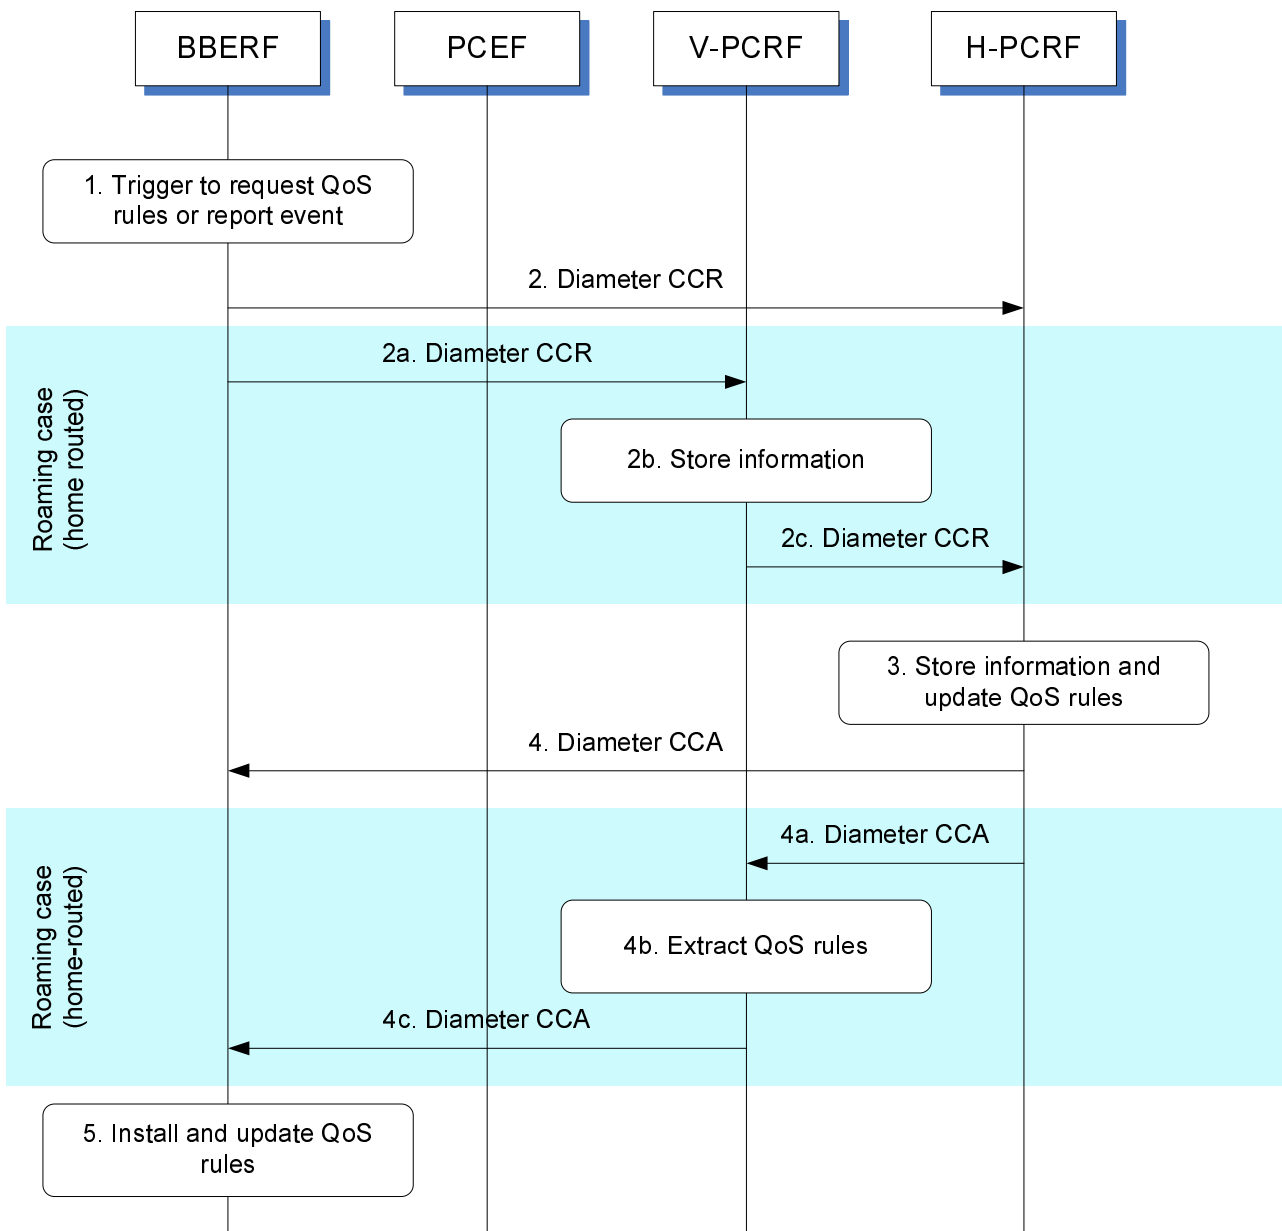 BBERF
PCEF
V-PCRF
H-PCRF
1. Trigger to request QoS
rules or report event
2. Diameter CCR
Roaming case
(home routed)
2a. Diameter CCR
2b. Store information
2c. Diameter CCR
3. Store information and
update QoS rules
4. Diameter CCA
Roaming case
(home-routed)
4a. Diameter CCA
4b. Extract QoS rules
4c. Diameter CCA
5. Install and update QoS
rules